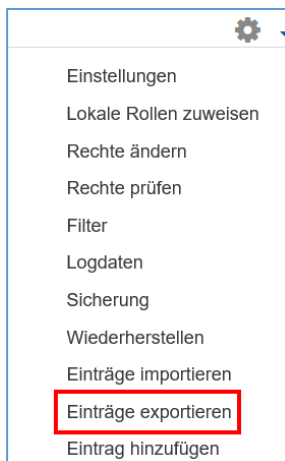 Einstellungen
Lokale Rollen zuweisen
Rechte ändern
Rechte prüfen
Filter
Logdaten
Sicherung
Wiederherstellen
Einträge importieren
Einträge exportieren
Eintrag hinzufügen